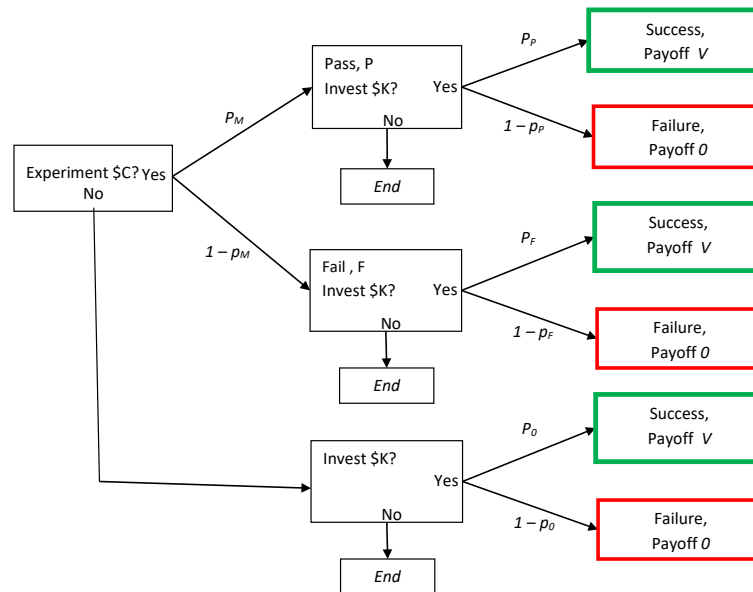 P_P
Success,
Payoff V
Pass, P
Invest $K?
Yes
No
P_M
1 – p_P
Failure,
Payoff 0
End
Experiment $C? Yes
No
1 – p_M
P_F
Success,
Payoff V
Fail , F
Invest $K?
Yes
No
1 – p_F
Failure,
Payoff 0
End
P_0
Success,
Payoff V
Invest $K?
Yes
No
1 – p_0
Failure,
Payoff 0
End